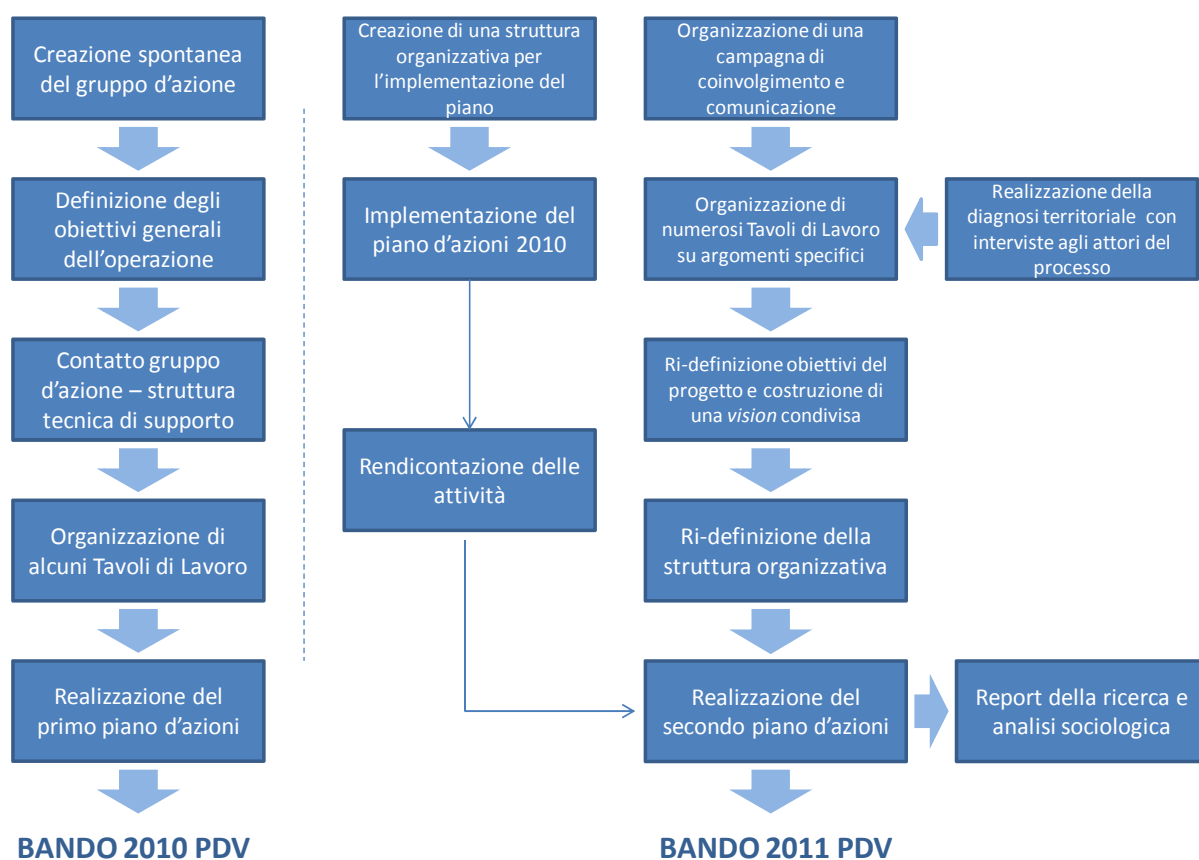 Creazione spontanea
del gruppo d'azione
Definizione degli
obiettivi generali
dell'operazione
Contatto gruppo
d'azione – struttura
tecnica di supporto
Organizzazione di
alcuni Tavoli di Lavoro
Realizzazione del
primo piano d'azioni
BANDO 2010 PDV
Creazione di una struttura
organizzativa per
l'implementazione del
piano
Implementazione del
piano d'azioni 2010
Rendicontazione delle
attività
Organizzazione di una
campagna di
coinvolgimento e
comunicazione
Organizzazione di
numerosi Tavoli di Lavoro
su argomenti specifici
Realizzazione della
diagnosi territoriale con
interviste agli attori del
processo
Ri-definizione obiettivi del
progetto e costruzione di
una vision condivisa
Ri-definizione della
struttura organizzativa
Realizzazione del
secondo piano d'azioni
Report della ricerca e
analisi sociologica
BANDO 2011 PDV